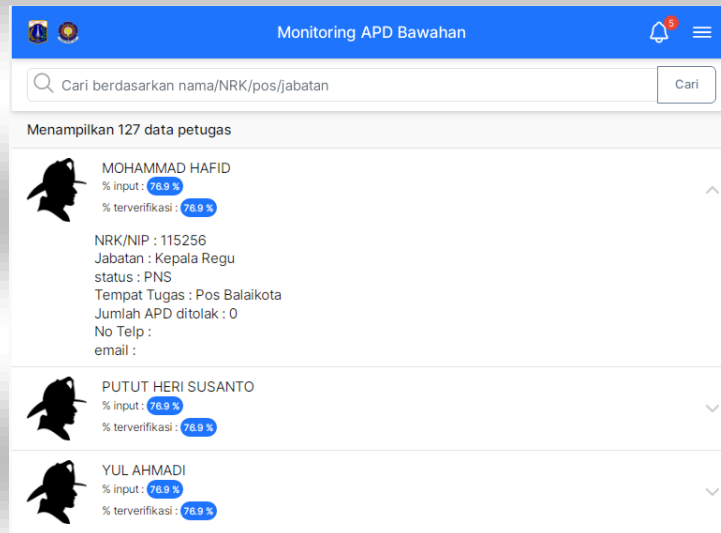 Monitoring APD Bawahan
5
Cari berdasarkan nama/NRK/pos/jabatan
Cari
Menampilkan 127 data petugas
MOHAMMAD HAFID
% input : 76.9 %
% terverifikasi : 76.9 %
NRK/NIP : 115256
Jabatan : Kepala Regu
status : PNS
Tempat Tugas : Pos Balaikota
Jumlah APD ditolak : 0
No Telp :
email :
PUTUT HERI SUSANTO
% input : 76.9 %
% terverifikasi : 76.9 %
YUL AHMADI
% input : 76.9 %
% terverifikasi : 76.9 %